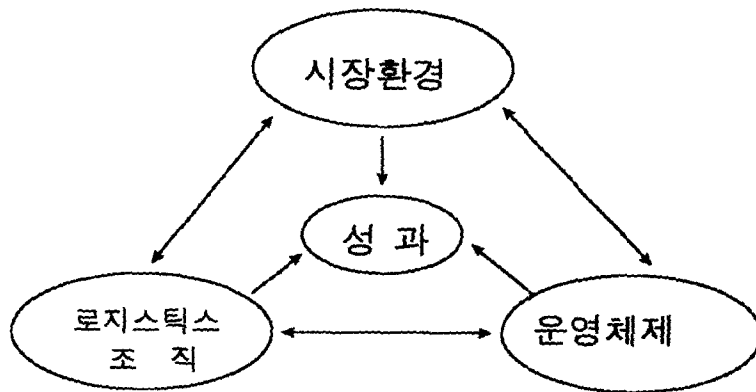 시장환경
성 과
로지스틱스
조 직
운영체제